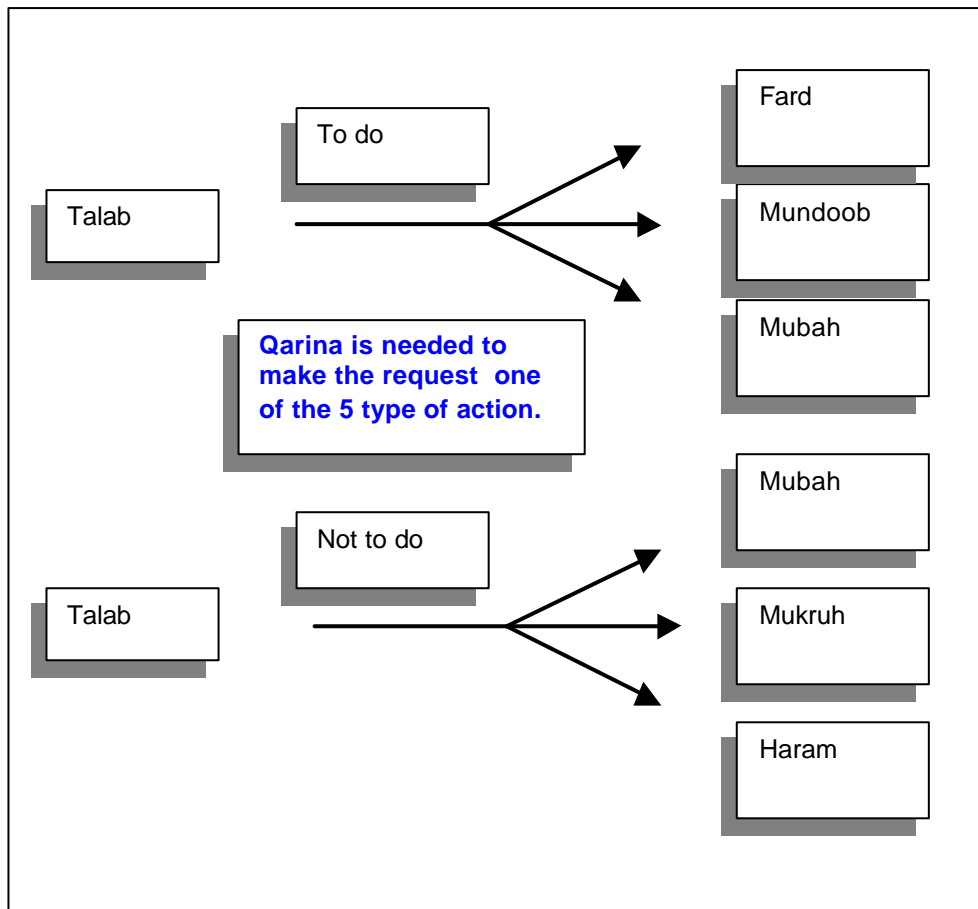 Talab
To do
Fard
Mundoob
Mubah
Qarina is needed to
make the request one
of the 5 type of action.
Talab
Not to do
Mubah
Mukruh
Haram